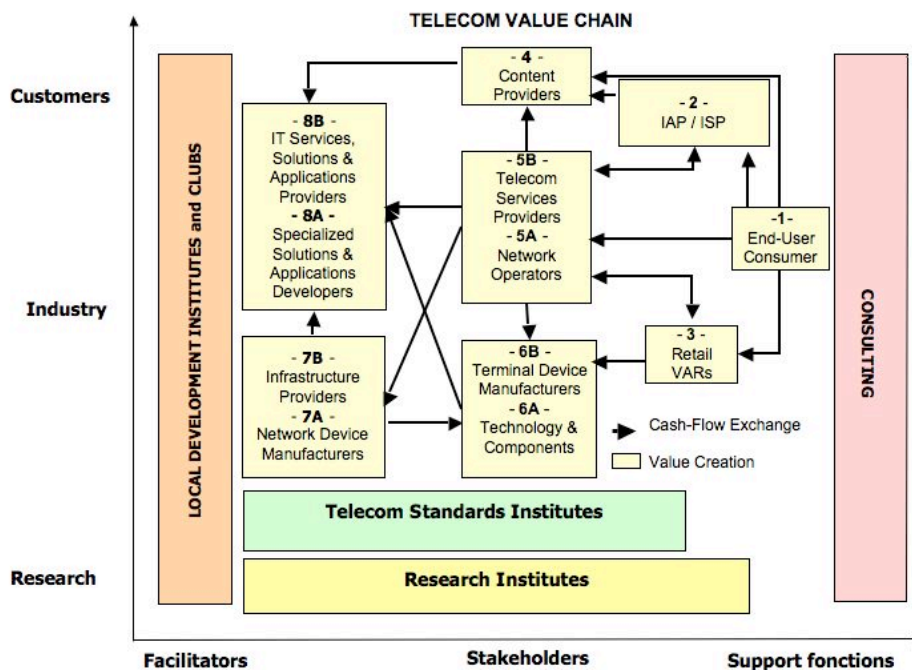 TELECOM VALUE CHAIN
Customers
Industry
Research
LOCAL DEVELOPMENT INSTITUTES and CLUBS
- 4 -
Content
Providers
- 2 -
IAP / ISP
- 8B -
IT Services,
Solutions &
Applications
Providers
- 8A -
Specialized
Solutions &
Applications
Developers
- 5B -
Telecom
Services
Providers
- 5A -
Network
Operators
-1-
End-User
Consumer
- 3 -
Retail
VARs
- 7B -
Infrastructure
Providers
- 7A -
Network Device
Manufacturers
- 6B -
Terminal Device
Manufacturers
- 6A -
Technology &
Components
Cash-Flow Exchange
Value Creation
CONSULTING
Telecom Standards Institutes
Research Institutes
Facilitators
Stakeholders
Support fonctions